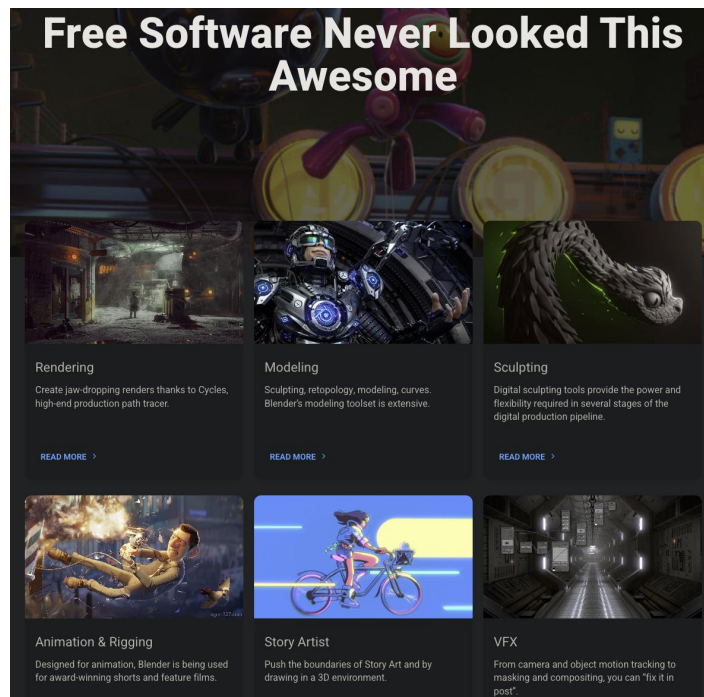 Free Software Never Looked This
Awesome
Rendering
Create jaw-dropping renders thanks to Cycles,
high-end production path tracer.
READ MORE
Modeling
Sculpting, retopology, modeling, curves.
Blender's modeling toolset is extensive.
READ MORE
Sculpting
Digital sculpting tools provide the power and
flexibility required in several stages of the
digital production pipeline.
READ MORE
Animation & Rigging
Designed for animation, Blender is being used
for award-winning shorts and feature films.
Story Artist
Push the boundaries of Story Art and by
drawing in a 3D environment.
VFX
From camera and object motion tracking to
masking and compositing, you can "fix it in
post".